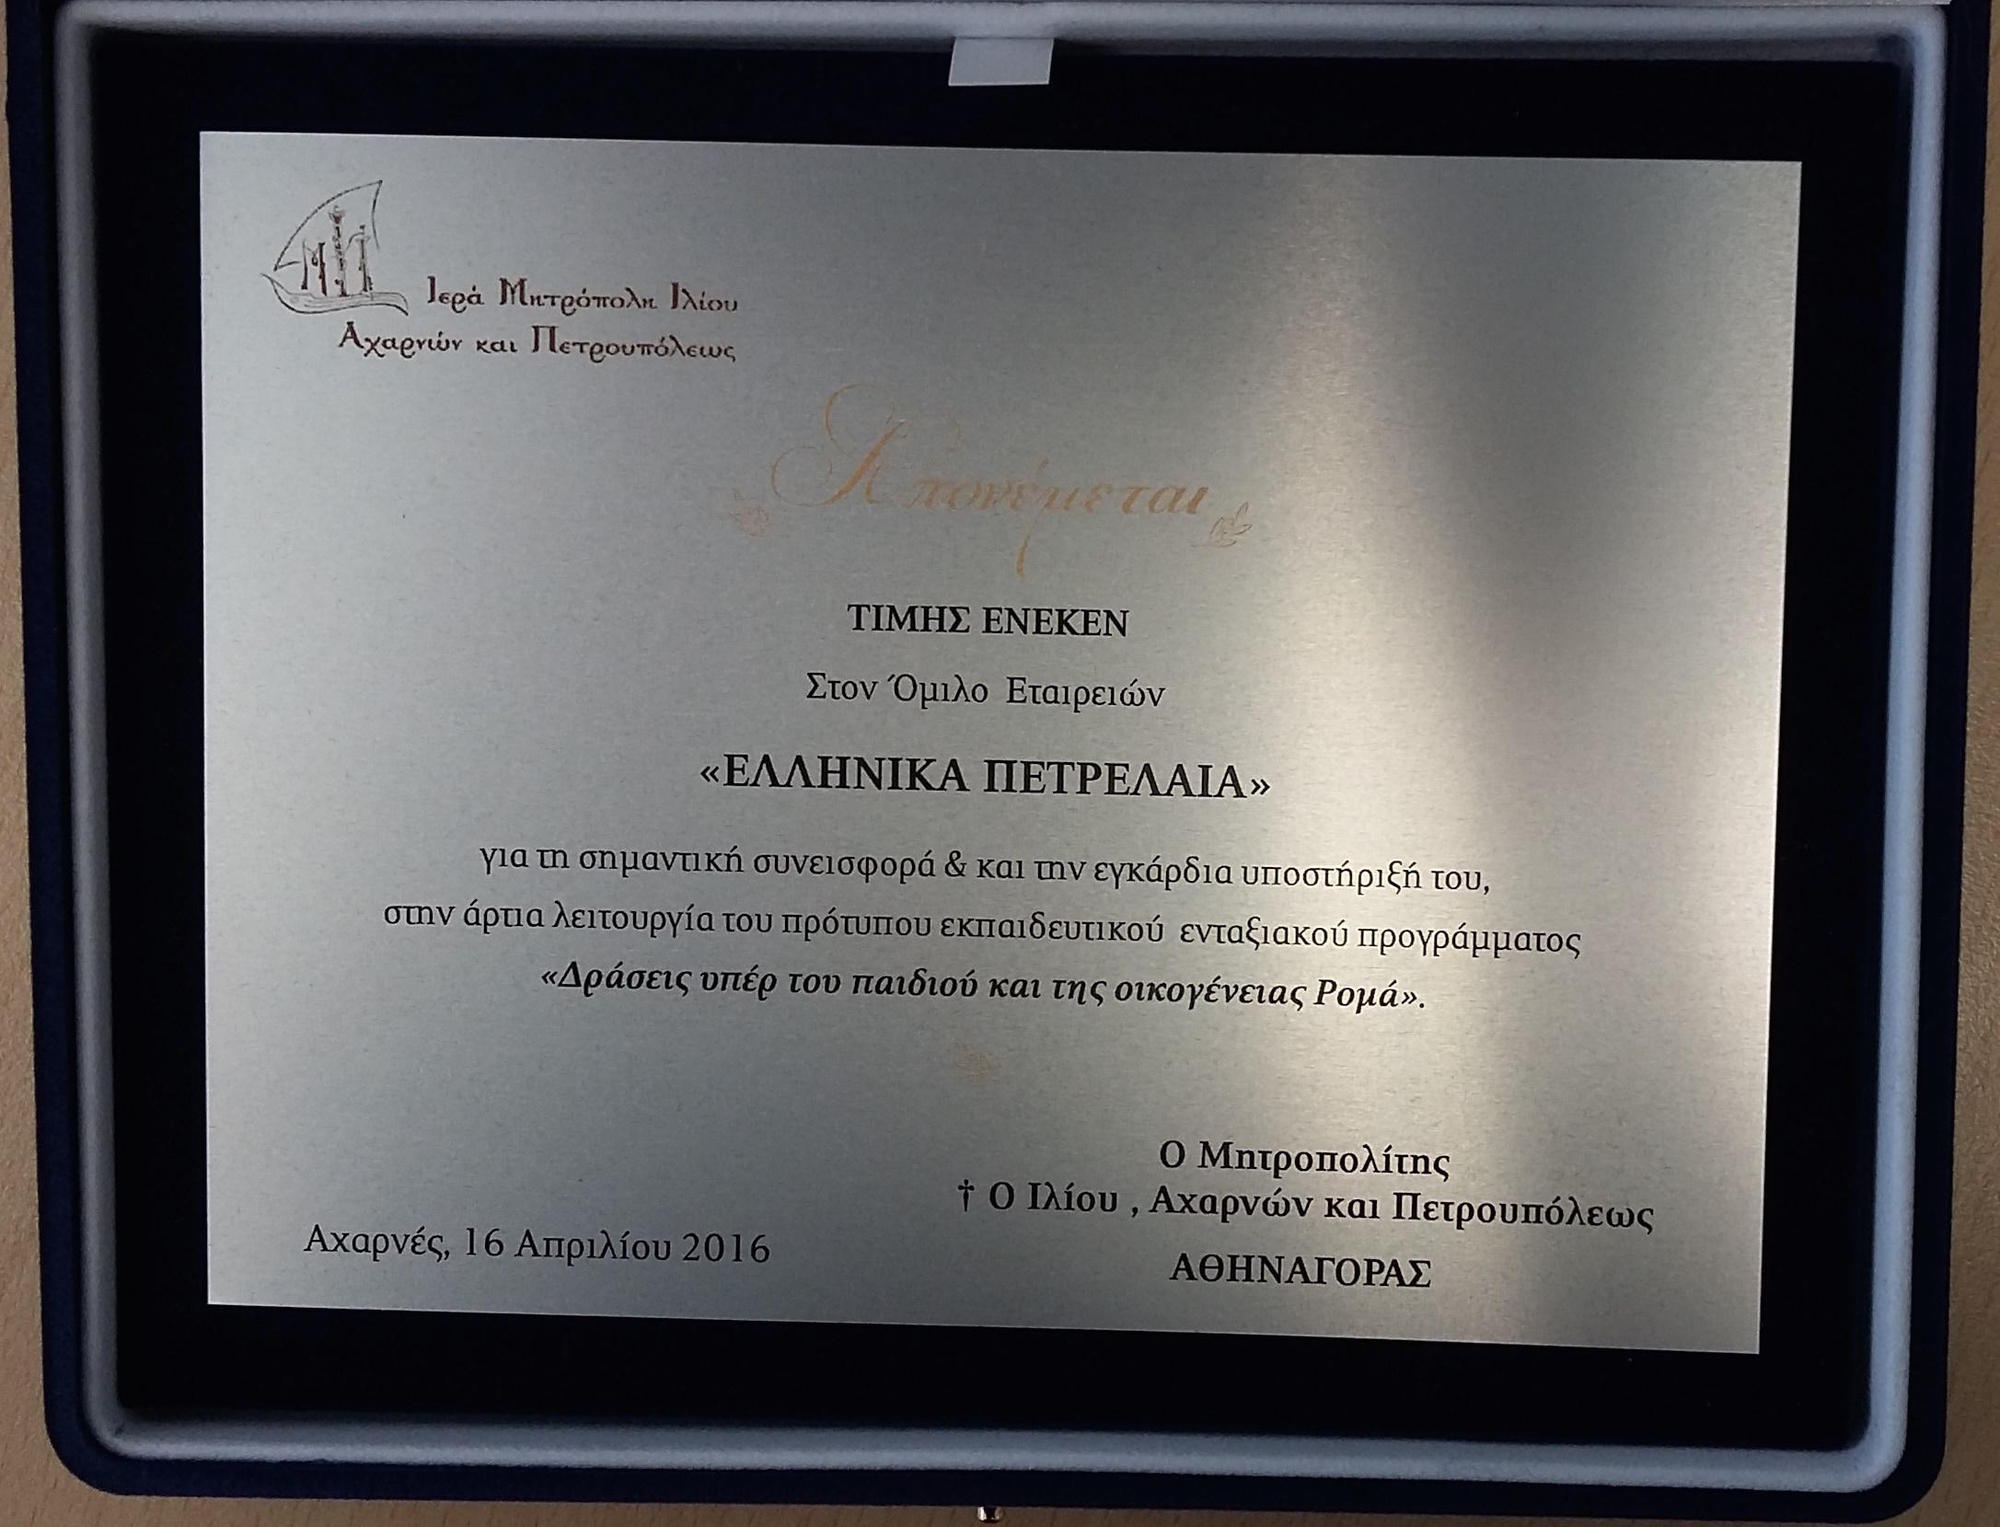 Ιερά Μητρόπολη Ιλίου
Αχαρνών και Πετρουπόλεως
Απονέμεται
ΤΙΜΗΣ ΕΝΕΚΕΝ
Στον Όμιλο Εταιρειών
«ΕΛΛΗΝΙΚΑ ΠΕΤΡΕΛΑΙΑ»
για τη σημαντική συνεισφορά & και την εγκάρδια υποστήριξή του,
στην άρτια λειτουργία του πρότυπου εκπαιδευτικού ενταξιακού προγράμματος
«Δράσεις υπέρ του παιδιού και της οικογένειας Ρομά».
Ο Μητροπολίτης
† Ο Ιλίου , Αχαρνών και Πετρουπόλεως
Αχαρνές, 16 Απριλίου 2016
ΑΘΗΝΑΓΟΡΑΣ